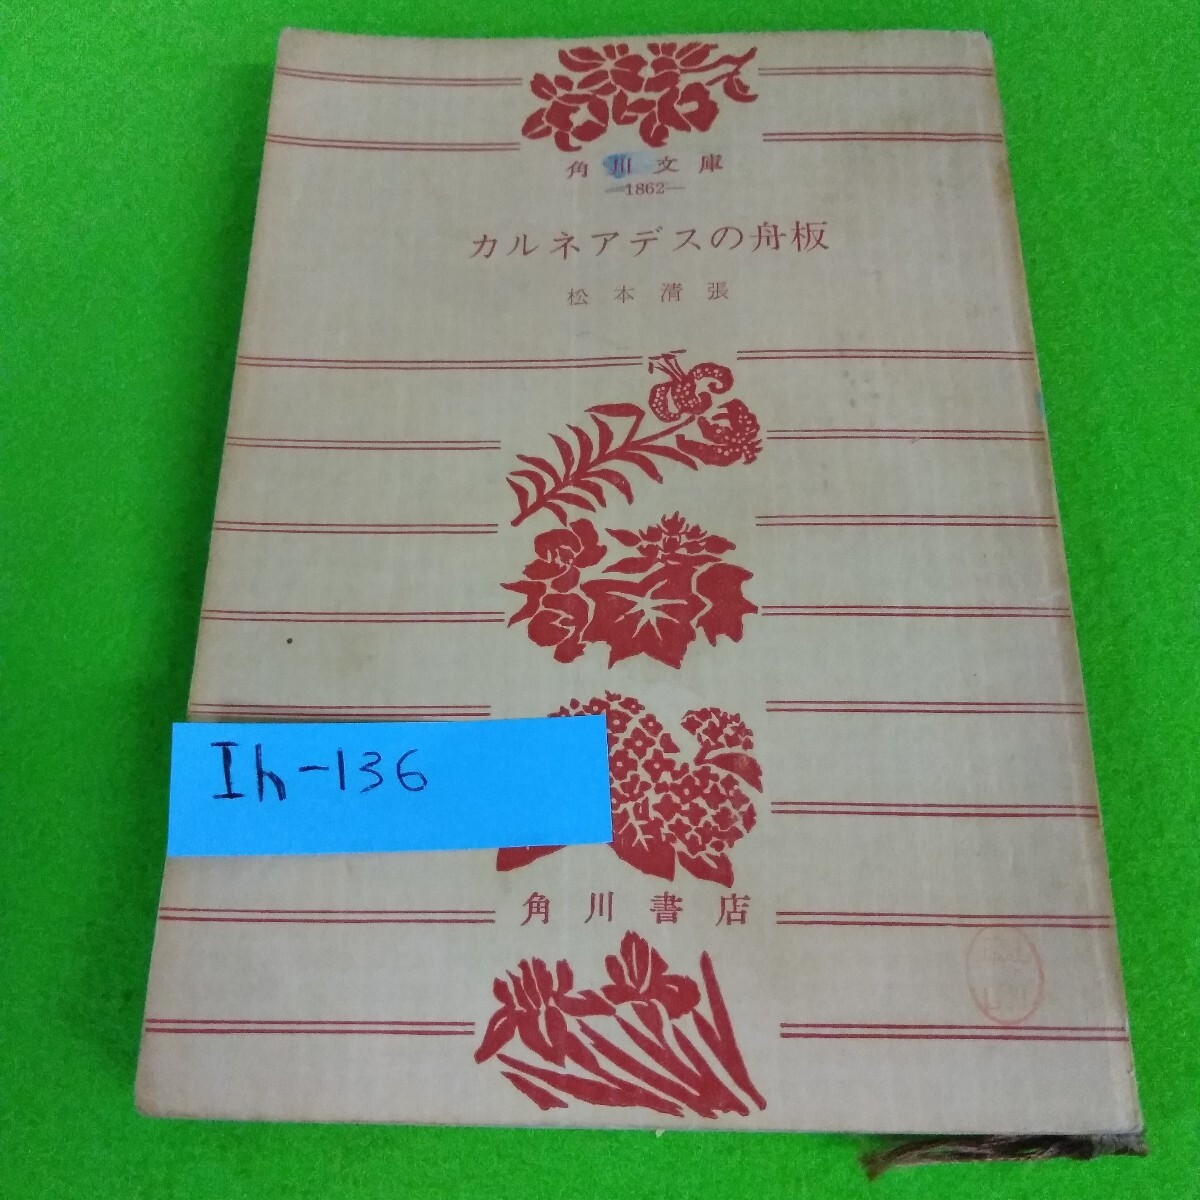 角川文庫
—1862—
カルネアデスの舟板
松本清張
Ih-136
角川書店